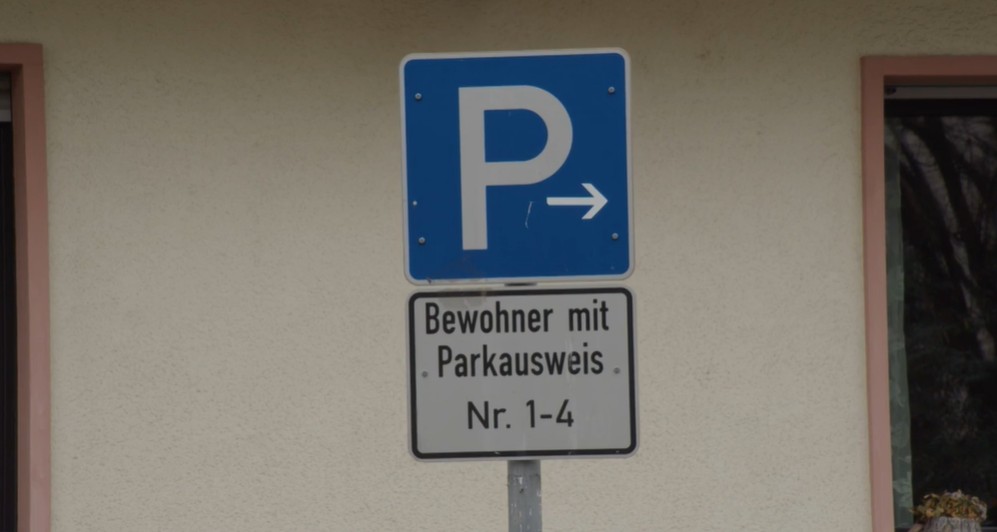 P
Bewohner mit
Parkausweis
Nr. 1-4